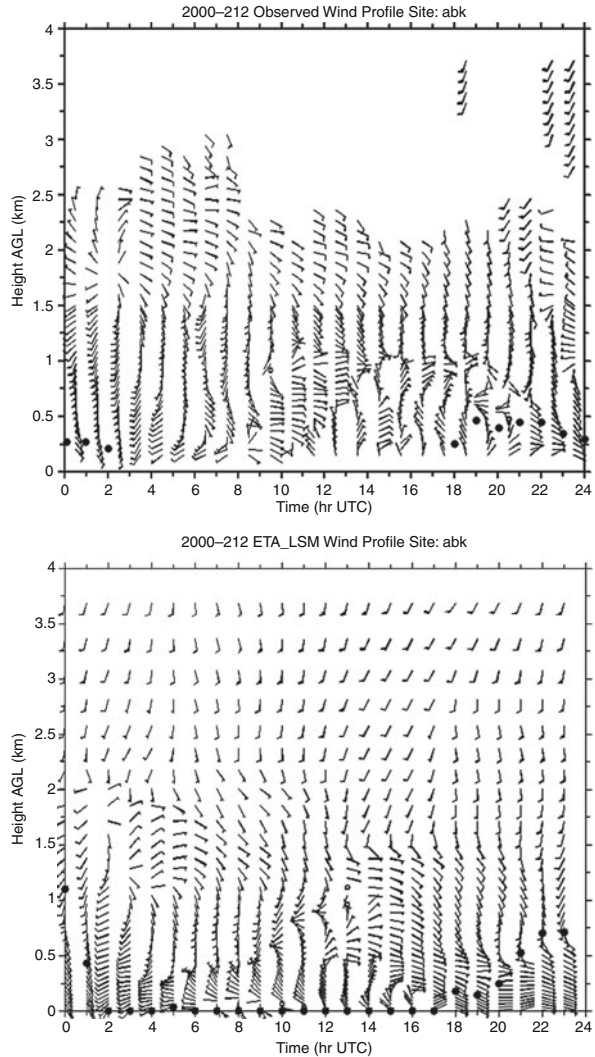 2000–212 Observed Wind Profile Site: abk
4
3.5
3
2.5
2
1.5
1
0.5
0
Height AGL (km)
0 2 4 6 8 10 12 14 16 18 20 22 24
Time (hr UTC)
2000–212 ETA_LSM Wind Profile Site: abk
4
3.5
3
2.5
2
1.5
1
0.5
0
Height AGL (km)
0 2 4 6 8 10 12 14 16 18 20 22 24
Time (hr UTC)